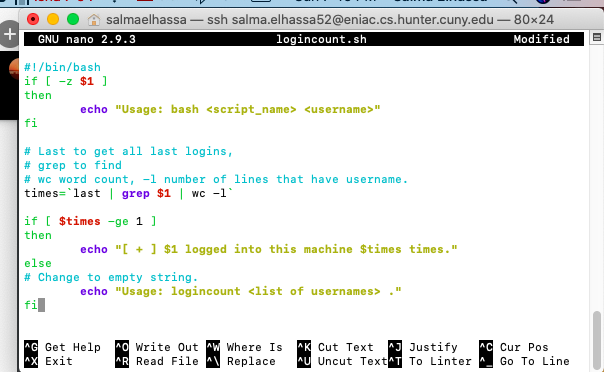 salmaelhassa — ssh salma.elhassa52@eniac.cs.hunter.cuny.edu — 80×24
GNU nano 2.9.3 logincount.sh Modified
#!/bin/bash
if [ -z $1 ]
then
echo "Usage: bash <script_name> <username>"
fi
# Last to get all last logins,
# grep to find
# wc word count, -l number of lines that have username.
times=`last | grep $1 | wc -l`
if [ $times -ge 1 ]
then
echo "[ + ] $1 logged into this machine $times times."
else
# Change to empty string.
echo "Usage: logincount <list of usernames> ."
fi
^G Get Help ^O Write Out ^W Where Is ^K Cut Text ^J Justify ^C Cur Pos
^X Exit ^R Read File ^\ Replace ^U Uncut Text ^T To Linter ^_ Go To Line